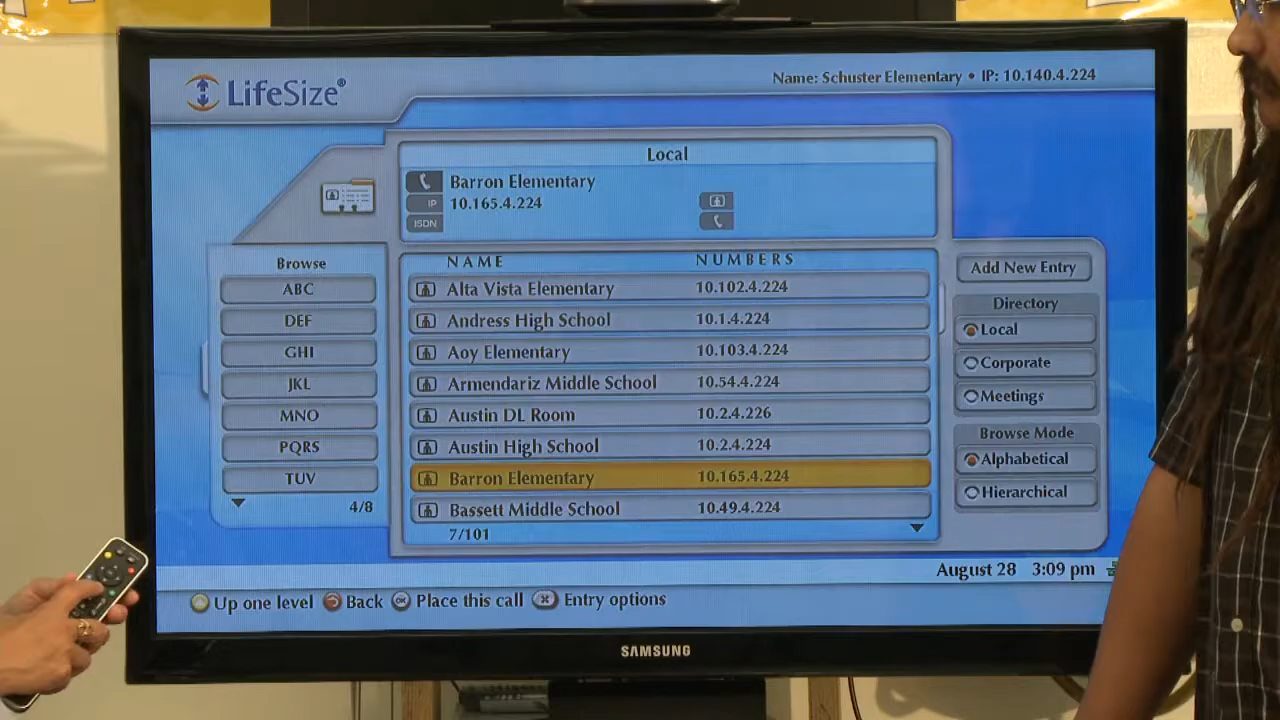 LifeSize®
Name: Schuster Elementary • IP: 10.140.4.224
Local
Barron Elementary
IP 10.165.4.224
ISDN
Browse
ABC
DEF
GHI
JKL
MNO
PQRS
TUV
4/8
NAME NUMBERS
Alta Vista Elementary 10.102.4.224
Andress High School 10.1.4.224
Aoy Elementary 10.103.4.224
Armendariz Middle School 10.54.4.224
Austin DL Room 10.2.4.226
Austin High School 10.2.4.224
Barron Elementary 10.165.4.224
Bassett Middle School 10.49.4.224
7/101
Add New Entry
Directory
Local
Corporate
Meetings
Browse Mode
Alphabetical
Hierarchical
August 28 3:09 pm
Up one level Back OK Place this call Entry options
SAMSUNG